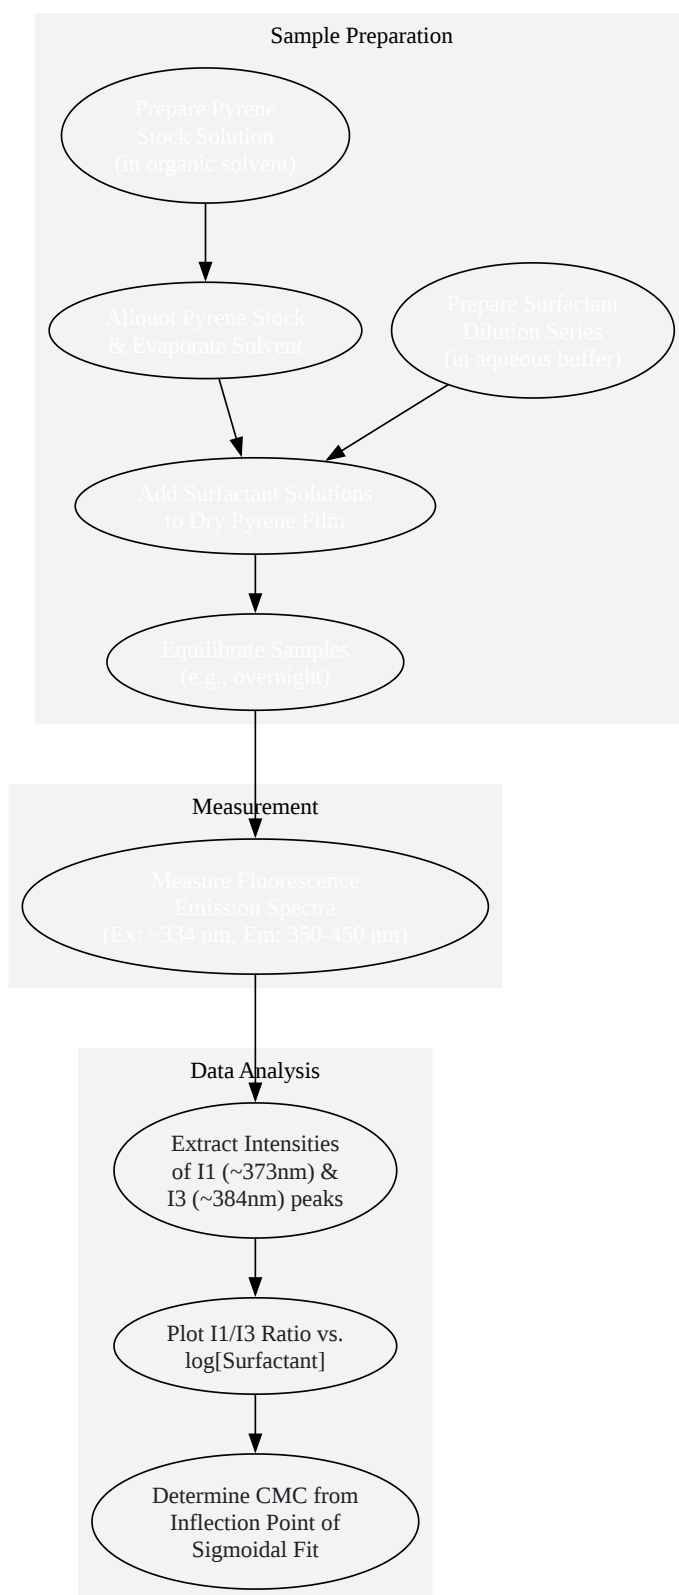 Sample Preparation
Prepare Pyrene
Stock Solution
(in organic solvent)
Aliquot Pyrene Stock
& Evaporate Solvent
Prepare Surfactant
Dilution Series
(in aqueous buffer)
Add Surfactant Solutions
to Dry Pyrene Film
Equilibrate Samples
(e.g., overnight)
Measurement
Measure Fluorescence
Emission Spectra
(Ex: ~334 nm, Em: 350-450 nm)
Data Analysis
Extract Intensities
of I1 (~373nm) &
I3 (~384nm) peaks
Plot I1/I3 Ratio vs.
log[Surfactant]
Determine CMC from
Inflection Point of
Sigmoidal Fit